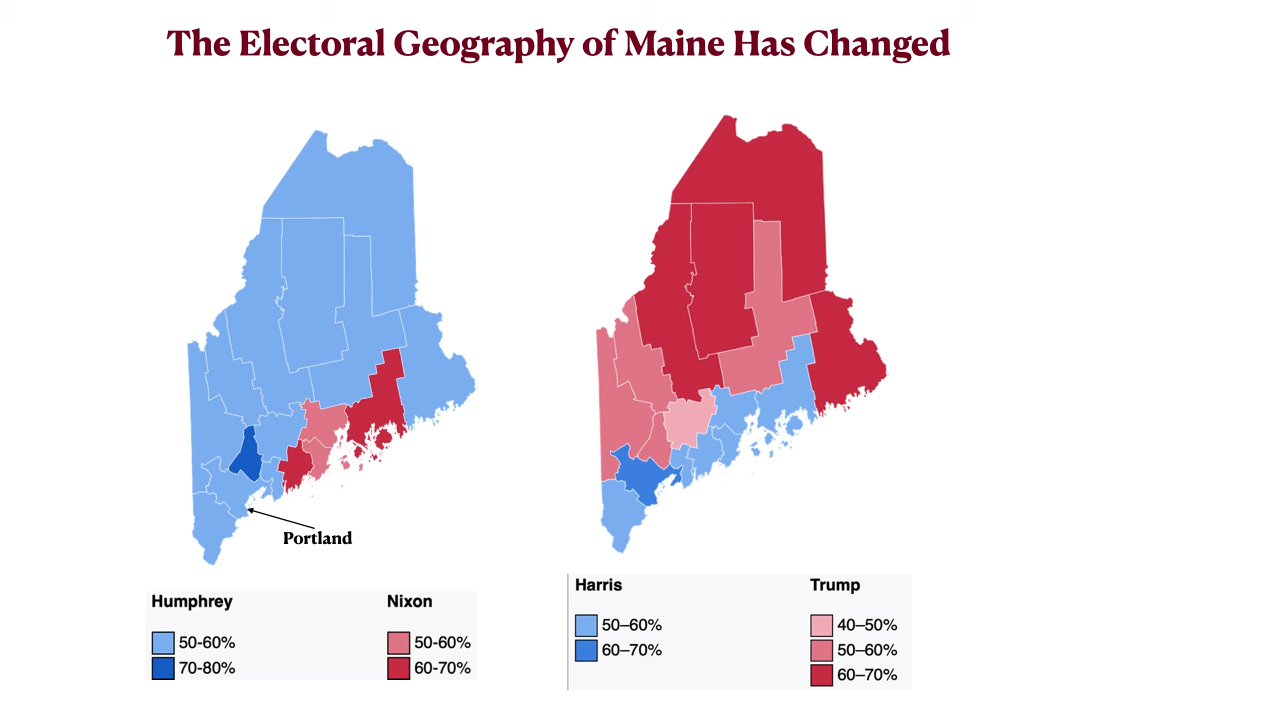 The Electoral Geography of Maine Has Changed
Portland
Humphrey
Nixon
50-60%
50-60%
70-80%
60-70%
Harris
Trump
50–60%
40–50%
60–70%
50–60%
60–70%